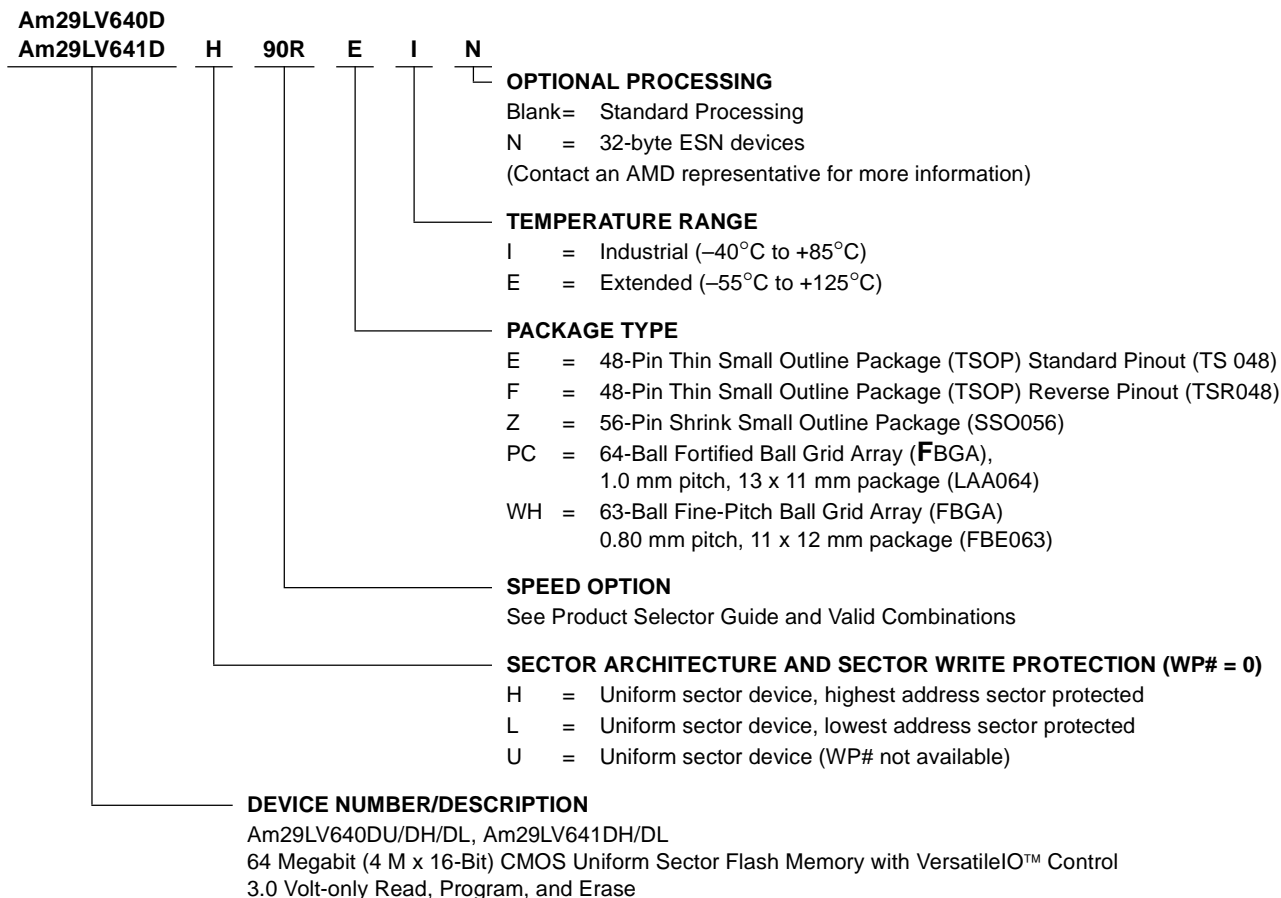 Am29LV640D
Am29LV641D H 90R E I N
OPTIONAL PROCESSING
Blank= Standard Processing
N = 32-byte ESN devices
(Contact an AMD representative for more information)
TEMPERATURE RANGE
I = Industrial (–40°C to +85°C)
E = Extended (–55°C to +125°C)
PACKAGE TYPE
E = 48-Pin Thin Small Outline Package (TSOP) Standard Pinout (TS 048)
F = 48-Pin Thin Small Outline Package (TSOP) Reverse Pinout (TSR048)
Z = 56-Pin Shrink Small Outline Package (SSO056)
PC = 64-Ball Fortified Ball Grid Array (FBGA),
1.0 mm pitch, 13 x 11 mm package (LAA064)
WH = 63-Ball Fine-Pitch Ball Grid Array (FBGA)
0.80 mm pitch, 11 x 12 mm package (FBE063)
SPEED OPTION
See Product Selector Guide and Valid Combinations
SECTOR ARCHITECTURE AND SECTOR WRITE PROTECTION (WP# = 0)
H = Uniform sector device, highest address sector protected
L = Uniform sector device, lowest address sector protected
U = Uniform sector device (WP# not available)
DEVICE NUMBER/DESCRIPTION
Am29LV640DU/DH/DL, Am29LV641DH/DL
64 Megabit (4 M x 16-Bit) CMOS Uniform Sector Flash Memory with VersatileIO™ Control
3.0 Volt-only Read, Program, and Erase